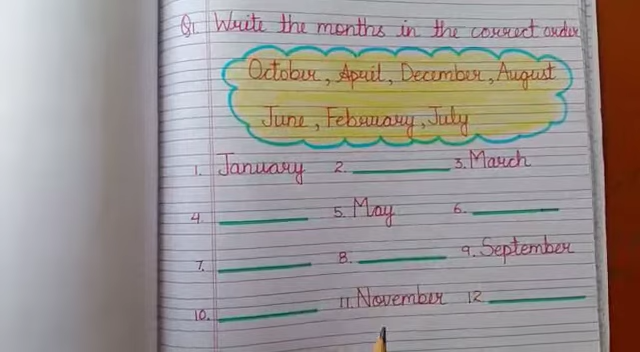 Q1. Write the months in the correct order
October, April, December, August
June, February, July
1. January 2. 3. March
4. 5. May 6.
7. 8. 9. September
10. 11. November 12